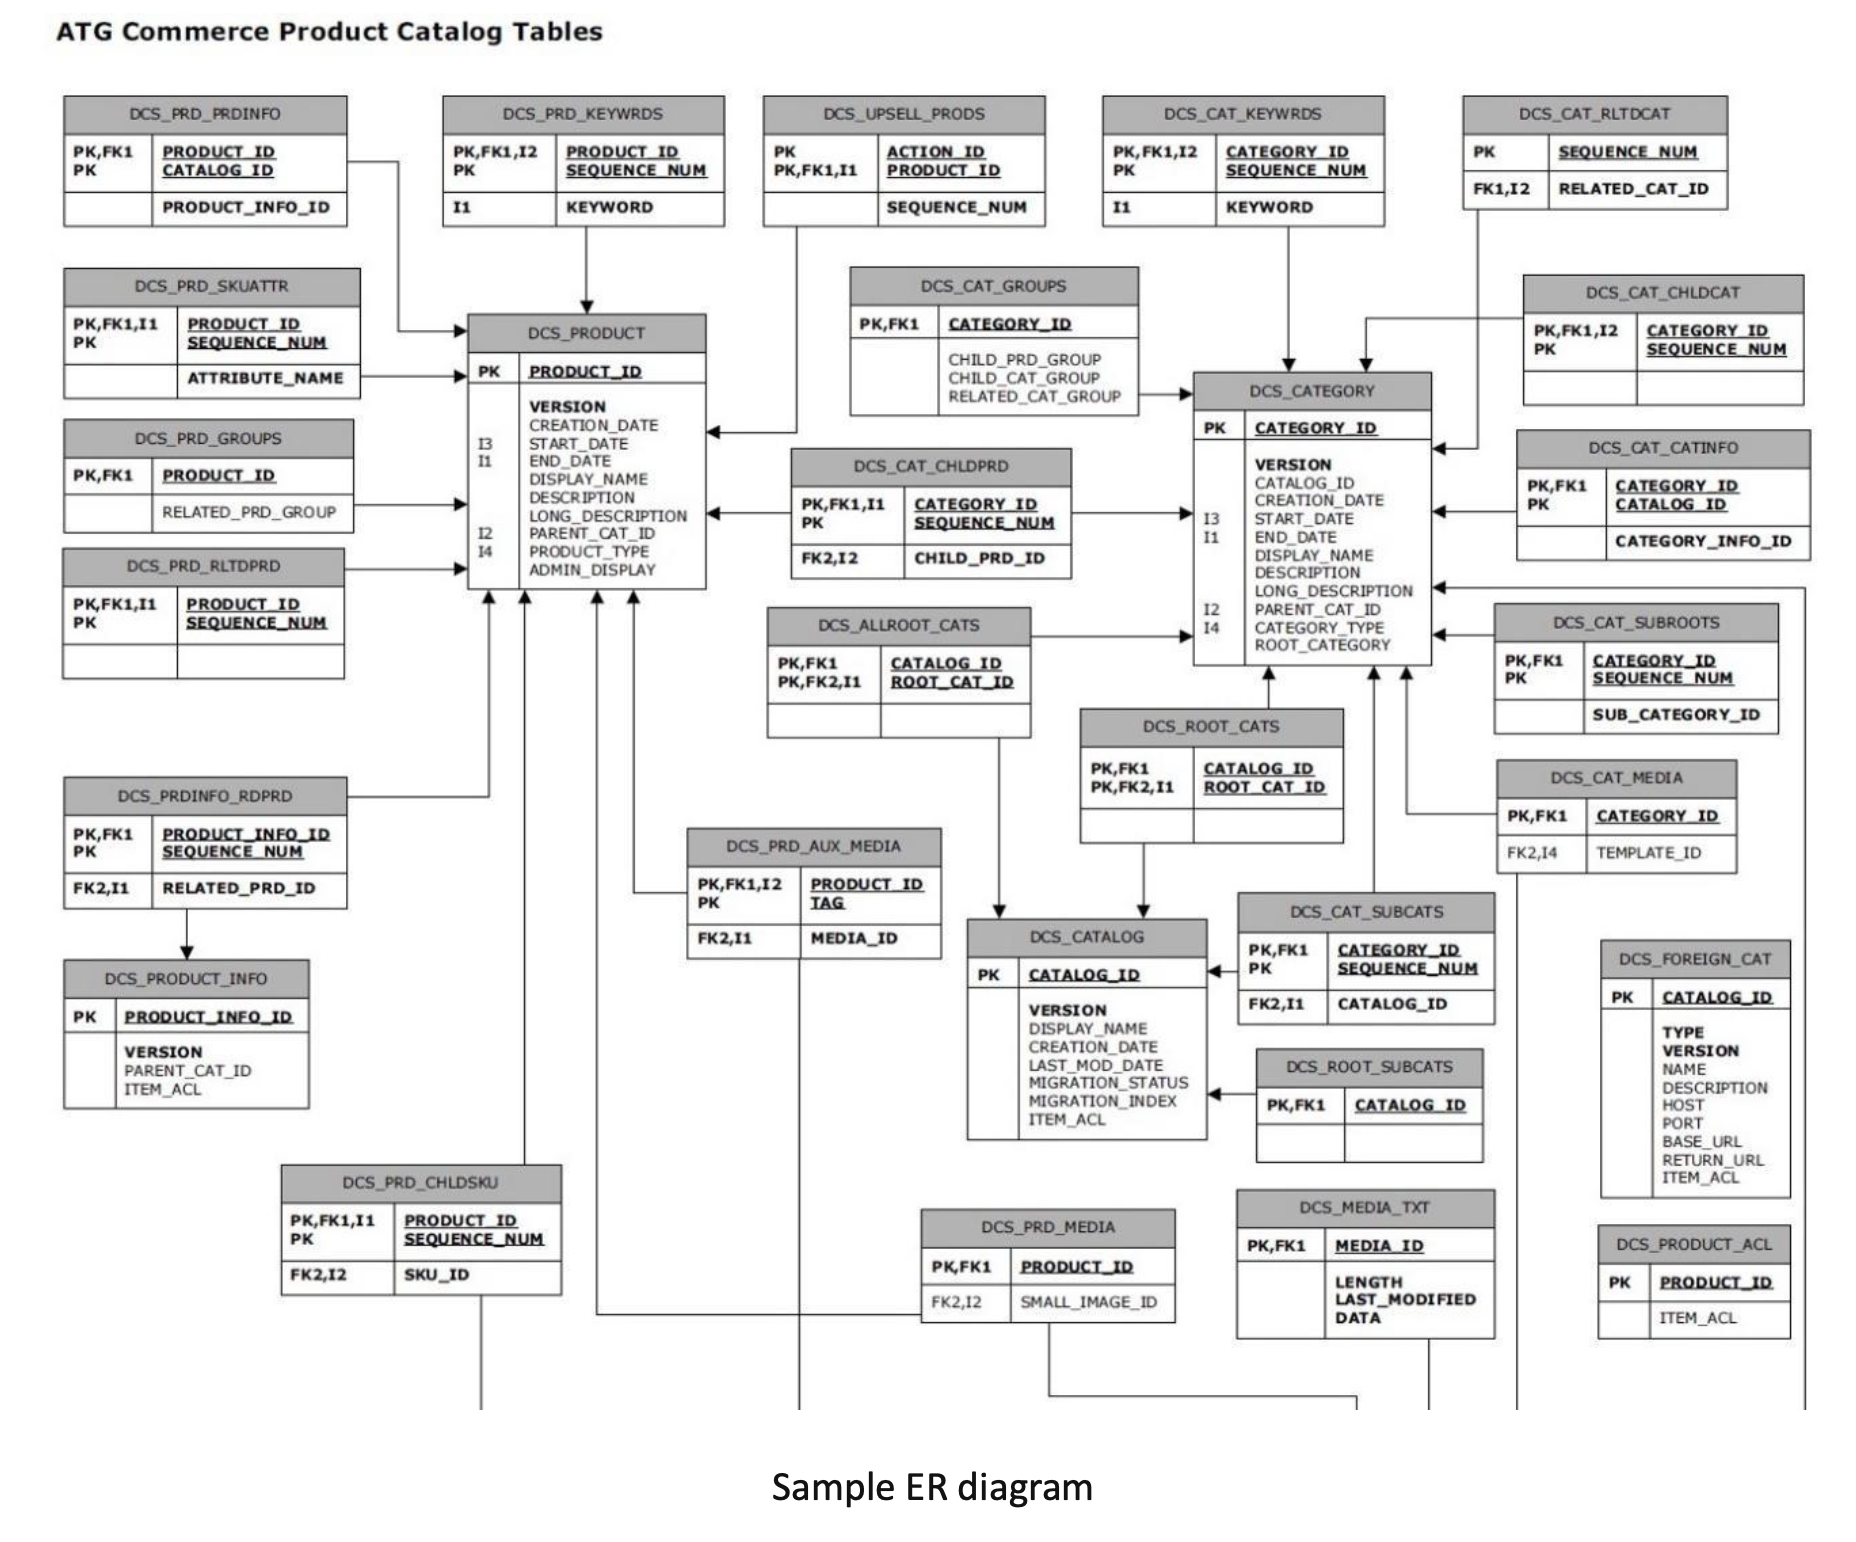 ATG Commerce Product Catalog Tables
DCS_PRD_PRDINFO
PK,FK1 PRODUCT_ID
PK CATALOG_ID
PRODUCT_INFO_ID
DCS_PRD_KEYWRDS
PK,FK1,I2 PRODUCT_ID
PK SEQUENCE_NUM
I1 KEYWORD
DCS_UPSELL_PRODS
PK ACTION_ID
PK,FK1,I1 PRODUCT_ID
SEQUENCE_NUM
DCS_CAT_KEYWRDS
PK,FK1,I2 CATEGORY_ID
PK SEQUENCE_NUM
I1 KEYWORD
DCS_CAT_RLTDCAT
PK SEQUENCE_NUM
FK1,I2 RELATED_CAT_ID
DCS_PRD_SKUATTR
PK,FK1,I1 PRODUCT_ID
PK SEQUENCE_NUM
ATTRIBUTE_NAME
DCS_PRODUCT
PK PRODUCT_ID
VERSION
CREATION_DATE
I3 START_DATE
I1 END_DATE
DISPLAY_NAME
DESCRIPTION
LONG_DESCRIPTION
I2 PARENT_CAT_ID
I4 PRODUCT_TYPE
ADMIN_DISPLAY
DCS_CAT_GROUPS
PK,FK1 CATEGORY_ID
CHILD_PRD_GROUP
CHILD_CAT_GROUP
RELATED_CAT_GROUP
DCS_CATEGORY
PK CATEGORY_ID
VERSION
CATALOG_ID
CREATION_DATE
I3 START_DATE
I1 END_DATE
DISPLAY_NAME
DESCRIPTION
LONG_DESCRIPTION
I2 PARENT_CAT_ID
I4 CATEGORY_TYPE
ROOT_CATEGORY
DCS_CAT_CHLDCAT
PK,FK1,I2 CATEGORY_ID
PK SEQUENCE_NUM
DCS_PRD_GROUPS
PK,FK1 PRODUCT_ID
RELATED_PRD_GROUP
DCS_CAT_CHLDPRD
PK,FK1,I1 CATEGORY_ID
PK SEQUENCE_NUM
FK2,I2 CHILD_PRD_ID
DCS_CAT_CATINFO
PK,FK1 CATEGORY_ID
PK CATALOG_ID
CATEGORY_INFO_ID
DCS_PRD_RLTDPRD
PK,FK1,I1 PRODUCT_ID
PK SEQUENCE_NUM
DCS_ALLROOT_CATS
PK,FK1 CATALOG_ID
PK,FK2,I1 ROOT_CAT_ID
DCS_CAT_SUBROOTS
PK,FK1 CATEGORY_ID
PK SEQUENCE_NUM
SUB_CATEGORY_ID
DCS_ROOT_CATS
PK,FK1 CATALOG_ID
PK,FK2,I1 ROOT_CAT_ID
DCS_CAT_MEDIA
PK,FK1 CATEGORY_ID
FK2,I4 TEMPLATE_ID
DCS_PRDINFO_RDPRD
PK,FK1 PRODUCT_INFO_ID
PK SEQUENCE_NUM
FK2,I1 RELATED_PRD_ID
DCS_PRD_AUX_MEDIA
PK,FK1,I2 PRODUCT_ID
PK TAG
FK2,I1 MEDIA_ID
DCS_CATALOG
PK CATALOG_ID
VERSION
DISPLAY_NAME
CREATION_DATE
LAST_MOD_DATE
MIGRATION_STATUS
MIGRATION_INDEX
ITEM_ACL
DCS_CAT_SUBCATS
PK,FK1 CATEGORY_ID
PK SEQUENCE_NUM
FK2,I1 CATALOG_ID
DCS_FOREIGN_CAT
PK CATALOG_ID
TYPE
VERSION
NAME
DESCRIPTION
HOST
PORT
BASE_URL
RETURN_URL
ITEM_ACL
DCS_PRODUCT_INFO
PK PRODUCT_INFO_ID
VERSION
PARENT_CAT_ID
ITEM_ACL
DCS_ROOT_SUBCATS
PK,FK1 CATALOG_ID
DCS_PRD_CHLDSKU
PK,FK1,I1 PRODUCT_ID
PK SEQUENCE_NUM
FK2,I2 SKU_ID
DCS_PRD_MEDIA
PK,FK1 PRODUCT_ID
FK2,I2 SMALL_IMAGE_ID
DCS_MEDIA_TXT
PK,FK1 MEDIA_ID
LENGTH
LAST_MODIFIED
DATA
DCS_PRODUCT_ACL
PK PRODUCT_ID
ITEM_ACL
Sample ER diagram